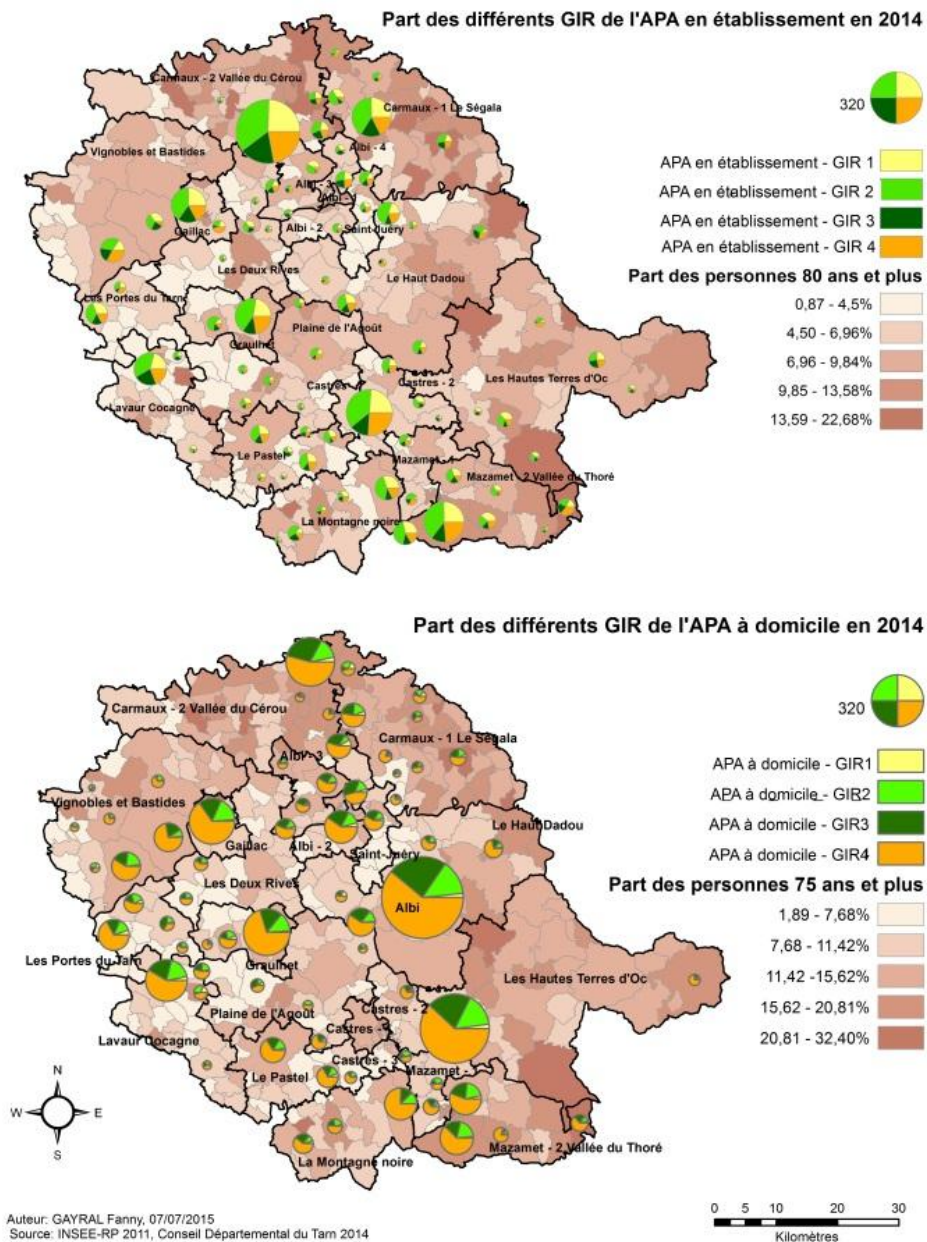 Part des différents GIR de l'APA en établissement en 2014
Carmaux - 2 Vallée du Cérou
Carmaux - 1 Le Ségala
320
Vignobles et Bastides
Albi - 4
APA en établissement - GIR 1
Albi - 3
APA en établissement - GIR 2
Albi - 1
APA en établissement - GIR 3
Gaillac
Albi - 2
Saint-Juéry
APA en établissement - GIR 4
Les Deux Rives
Le Haut Dadou
Part des personnes 80 ans et plus
Les Portes du Tarn
0,87 - 4,5%
Plaine de l'Agoût
4,50 - 6,96%
Graulhet
6,96 - 9,84%
Castres
Castres - 2
Les Hautes Terres d'Oc
9,85 - 13,58%
Lavaur Cocagne
13,59 - 22,68%
Le Pastel
Mazamet - 1
Mazamet - 2 Vallée du Thoré
La Montagne noire
Part des différents GIR de l'APA à domicile en 2014
Carmaux - 2 Vallée du Cérou
320
Carmaux - 1 Le Ségala
Albi - 3
APA à domicile - GIR1
Vignobles et Bastides
APA à domicile - GIR2
Le Haut Dadou
APA à domicile - GIR3
Gaillac
Albi - 2
Saint-Juéry
APA à domicile - GIR4
Les Deux Rives
Part des personnes 75 ans et plus
Albi
1,89 - 7,68%
7,68 - 11,42%
Les Portes du Tarn
Graulhet
11,42 -15,62%
Les Hautes Terres d'Oc
15,62 - 20,81%
Plaine de l'Agoût
Castres - 2
20,81 - 32,40%
Lavaur Cocagne
Castres -
Castres - 3
Le Pastel
Mazamet -
N
W
E
S
Mazamet - 2 Vallée du Thoré
La Montagne noire
Auteur: GAYRAL Fanny, 07/07/2015
Source: INSEE-RP 2011, Conseil Départemental du Tarn 2014
0 5 10 20 30
Kilomètres